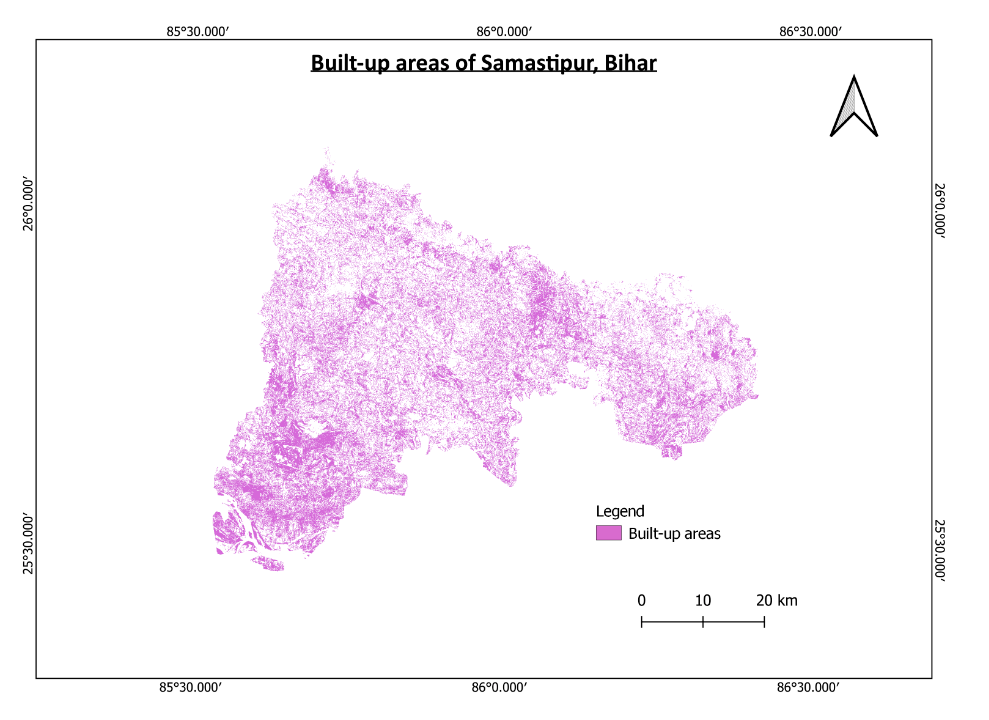 85°30.000′ 86°0.000′ 86°30.000′
Built-up areas of Samastipur, Bihar
26°0.000′ 26°0.000′
Legend
Built-up areas
25°30.000′ 25°30.000′
0 10 20 km
85°30.000′ 86°0.000′ 86°30.000′